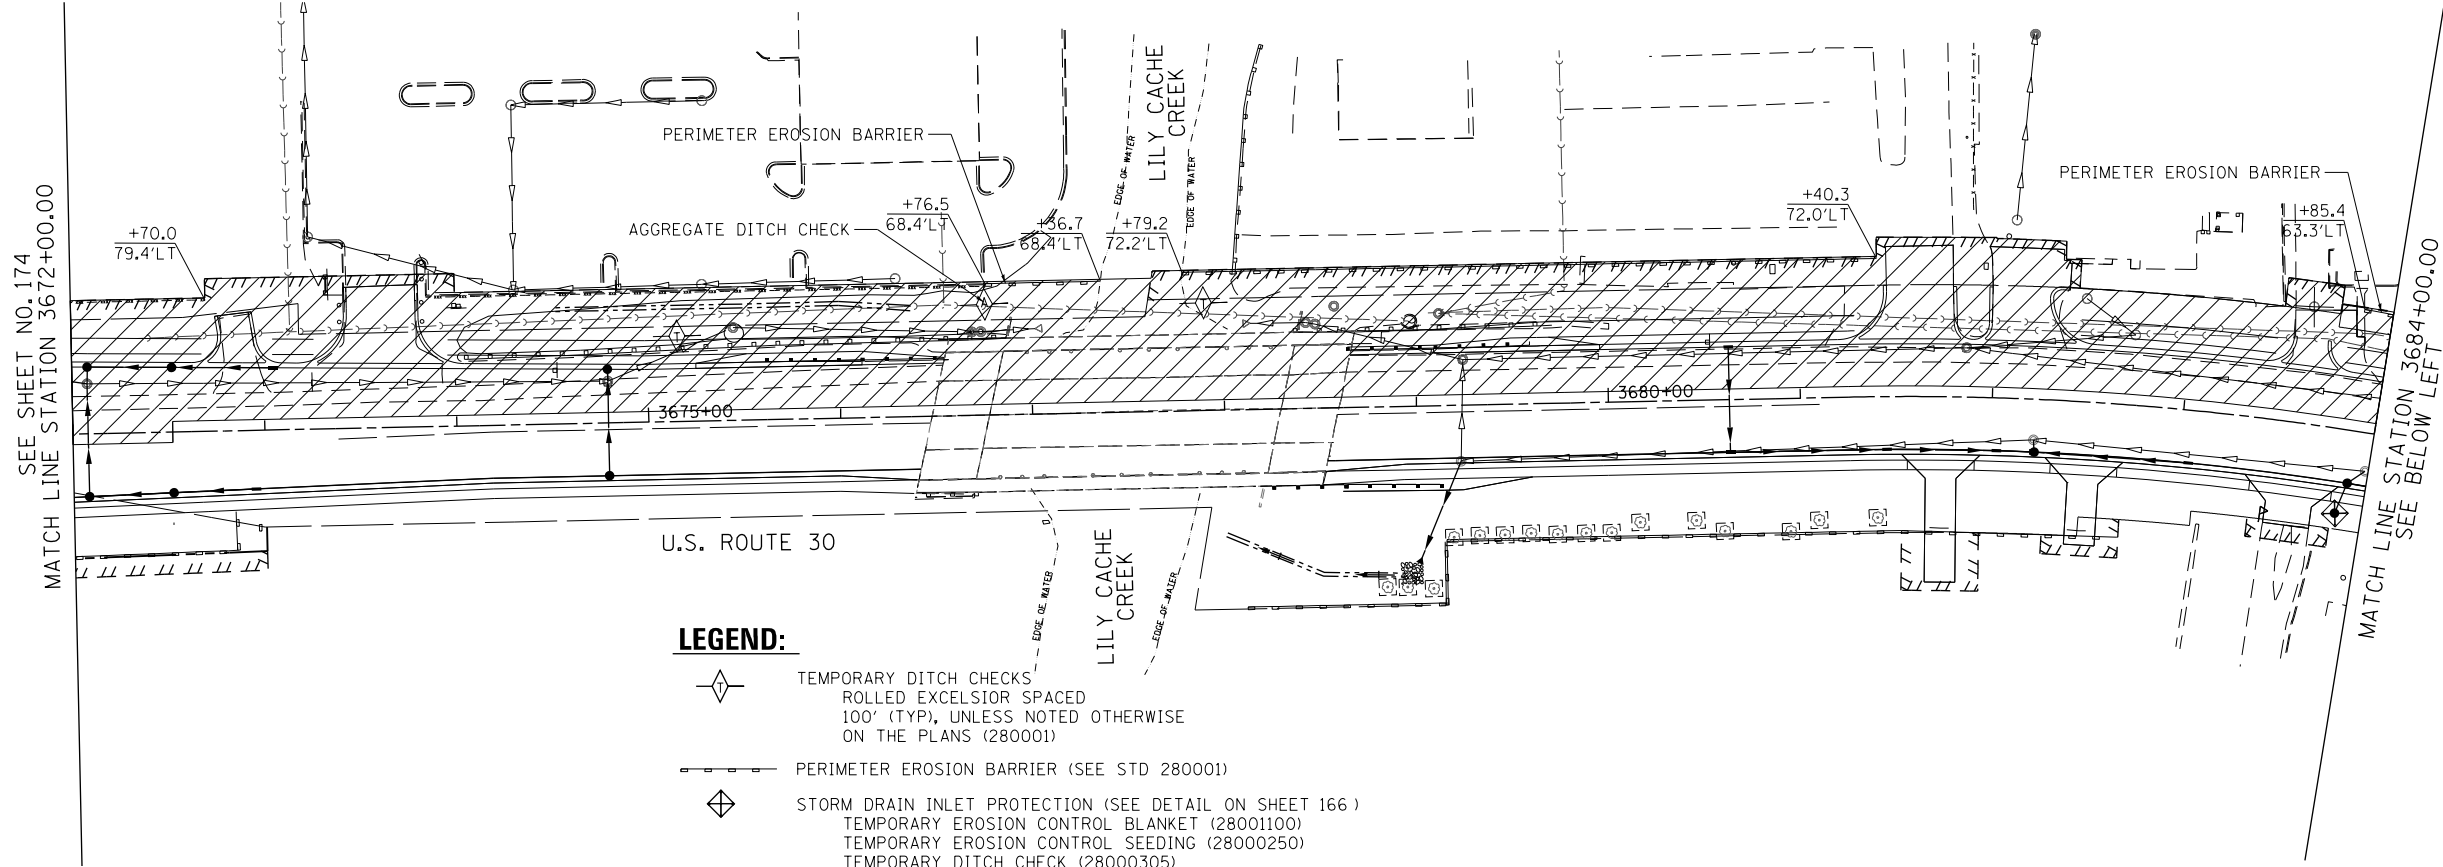 SEE SHEET NO. 174
MATCH LINE STATION 3672+00.00
+70.0
79.4'LT
PERIMETER EROSION BARRIER
AGGREGATE DITCH CHECK
+76.5
68.4'LT
+36.7
68.4'LT
+79.2
72.2'LT
EDGE OF WATER
LILY CACHE
CREEK
EDGE OF WATER
+40.3
72.0'LT
PERIMETER EROSION BARRIER
+85.4
63.3'LT
T
T
3675+00
3680+00
MATCH LINE STATION 3684+00.00
SEE BELOW LEFT
U.S. ROUTE 30
EDGE OF WATER
LILY CACHE
CREEK
EDGE OF WATER
LEGEND:
T
TEMPORARY DITCH CHECKS
ROLLED EXCELSIOR SPACED
100' (TYP), UNLESS NOTED OTHERWISE
ON THE PLANS (280001)
PERIMETER EROSION BARRIER (SEE STD 280001)
STORM DRAIN INLET PROTECTION (SEE DETAIL ON SHEET 166 )
TEMPORARY EROSION CONTROL BLANKET (28001100)
TEMPORARY EROSION CONTROL SEEDING (28000250)
TEMPORARY DITCH CHECK (28000305)